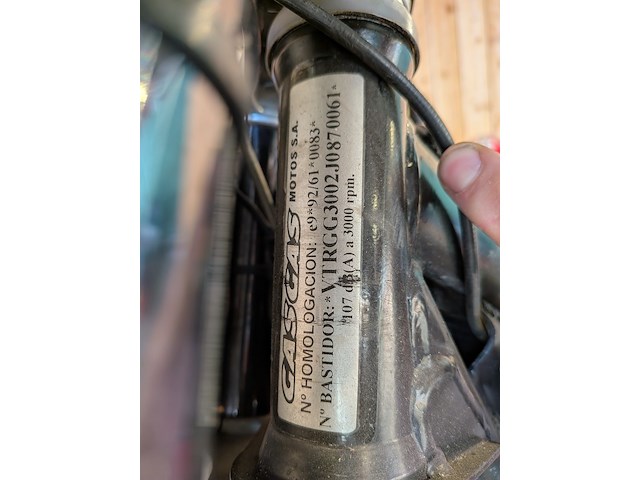 GASGAS MOTOS S.A.
Nº HOMOLOGACION: e9*92/61*0083*
Nº BASTIDOR:*VTRGG3002J0870061*
107 dB(A) a 3000 rpm.